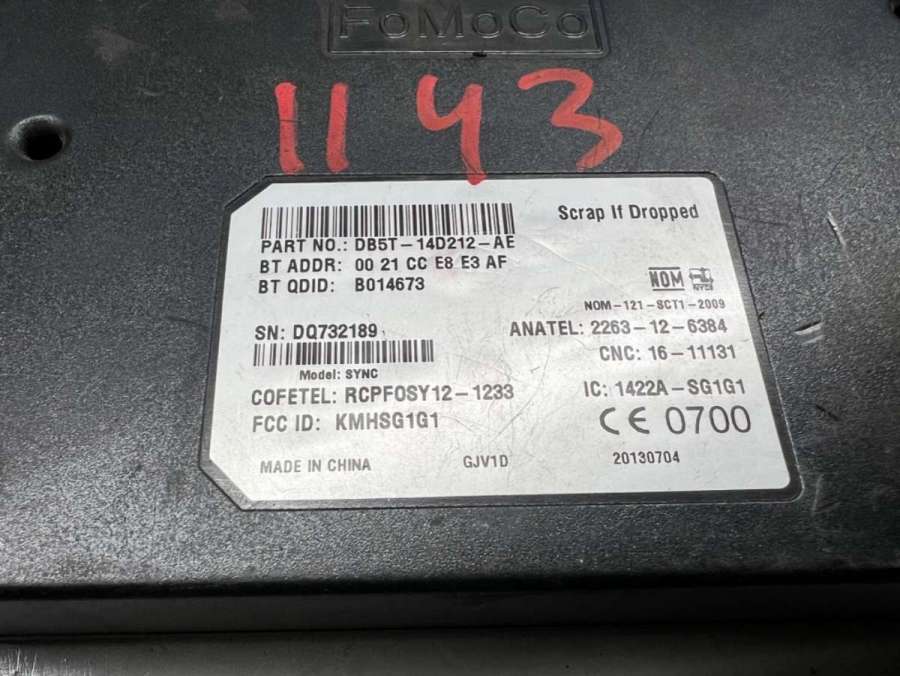 FoMoCo
1143
Scrap If Dropped
PART NO.: DB5T-14D212-AE
BT ADDR: 00 21 CC E8 E3 AF
BT QDID: B014673
NOM NYCE
NOM-121-SCT1-2009
SN: DQ732189
ANATEL: 2263-12-6384
CNC: 16-11131
Model: SYNC
COFETEL: RCPFOSY12-1233
IC: 1422A-SG1G1
FCC ID: KMHSG1G1
CE 0700
MADE IN CHINA
GJV1D
20130704